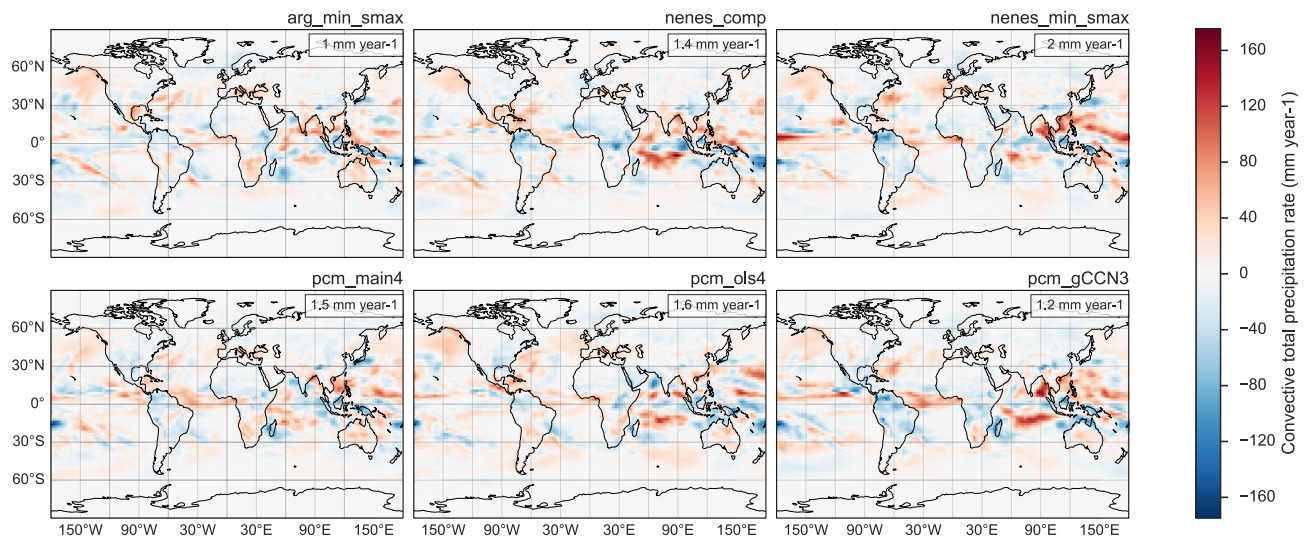 arg_min_smax
nenes_comp
nenes_min_smax
1 mm year-1
1.4 mm year-1
2 mm year-1
60°N
30°N
0°
30°S
60°S
pcm_main4
pcm_ols4
pcm_gCCN3
1.5 mm year-1
1.6 mm year-1
1.2 mm year-1
60°N
30°N
0°
30°S
60°S
150°W 90°W 30°W 30°E 90°E 150°E
150°W 90°W 30°W 30°E 90°E 150°E
150°W 90°W 30°W 30°E 90°E 150°E
160
120
80
40
0
−40
−80
−120
−160
Convective total precipitation rate (mm year-1)